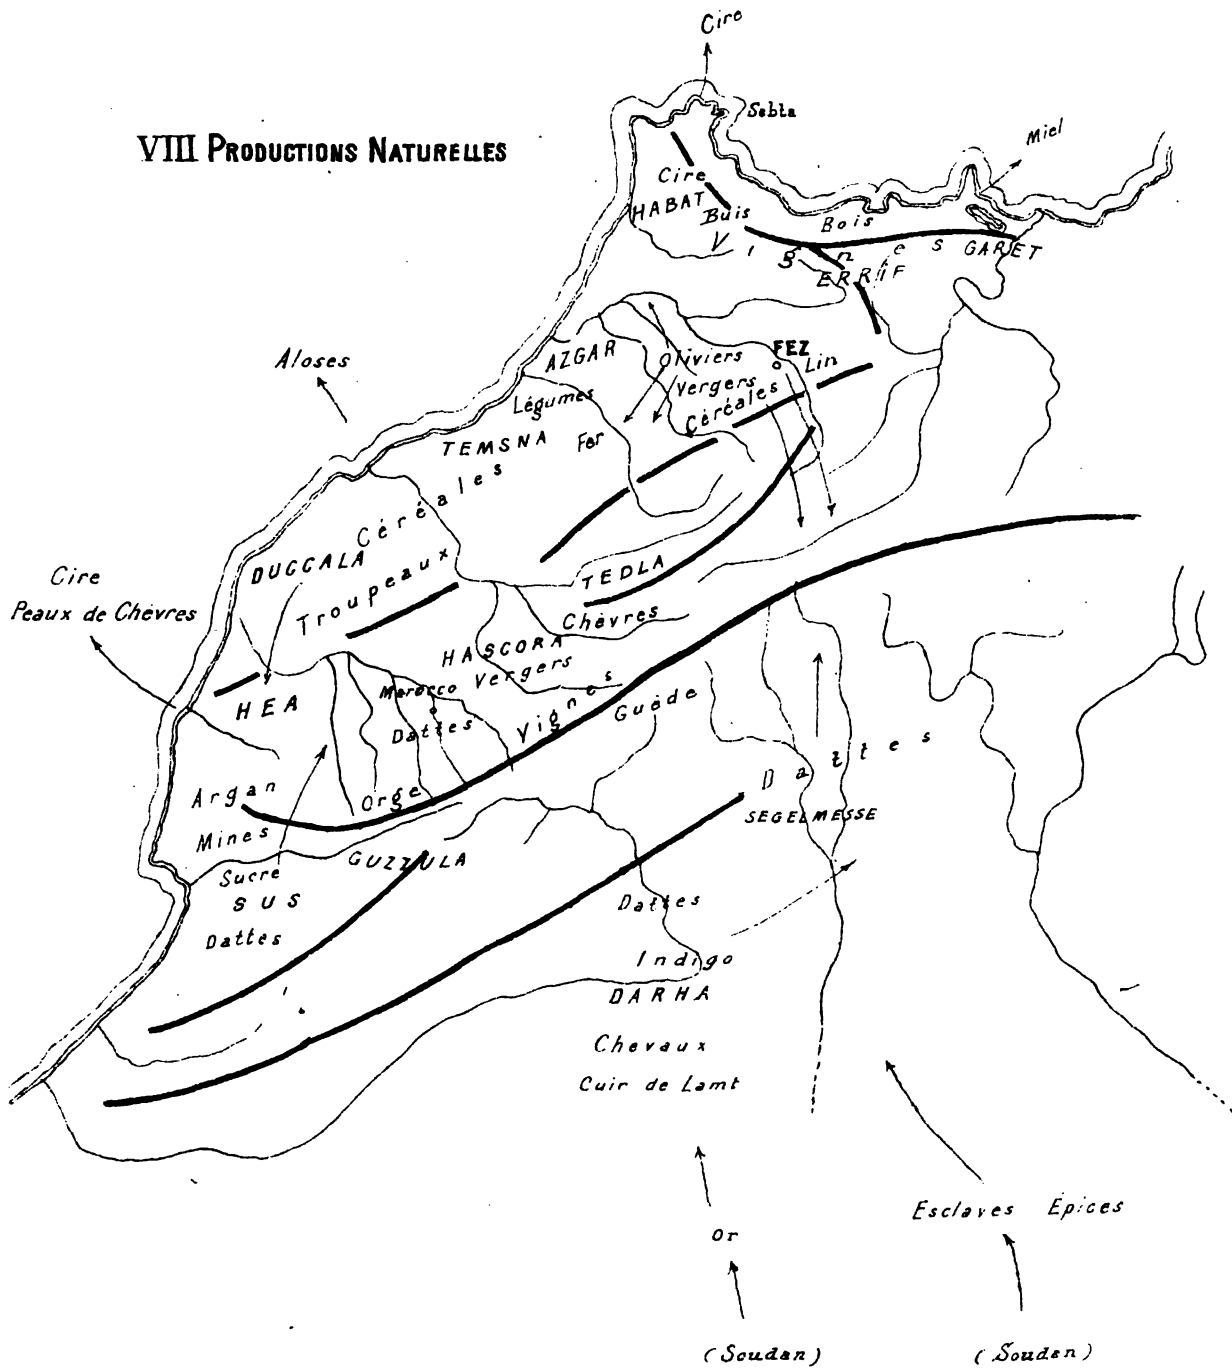 Cire
VIII PRODUCTIONS NATURELLES
Sebta
Miel
Cire
HABAT
Buis
Bois
Vignes
GARET
ERRIF
Aloses
AZGAR
Oliviers
FEZ
Vergers
Lin
Légumes
Céréales
TEMSNA
Fer
Céréales
DUCCALA
Troupeaux
TEDLA
Cire
Peaux de Chèvres
Chèvres
HASCORA
Vergers
HEA
Marocco
Dattes
Vignes
Guède
Dattes
Argan
Orge
SEGELMESSE
Mines
GUZZULA
Sucre
SUS
Dattes
Dattes
Indigo
DARHA
Chevaux
Cuir de Lamt
Esclaves Épices
Or
(Soudan)
(Soudan)